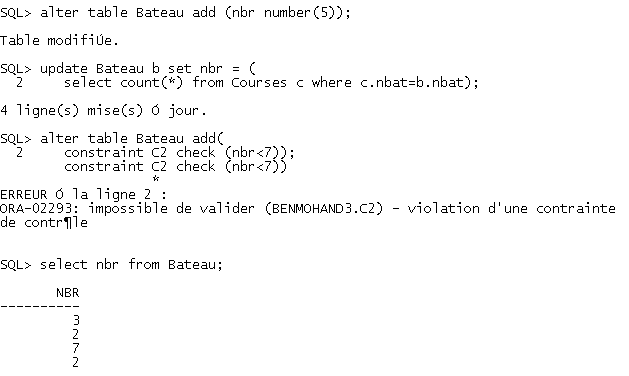 SQL> alter table Bateau add (nbr number(5));
Table modifiÚe.
SQL> update Bateau b set nbr = (
2 select count(*) from Courses c where c.nbat=b.nbat);
4 ligne(s) mise(s) Ó jour.
SQL> alter table Bateau add(
2 constraint C2 check (nbr<7));
constraint C2 check (nbr<7))
*
ERREUR Ó la ligne 2 :
ORA-02293: impossible de valider (BENMOHAND3.C2) - violation d'une contrainte
de contr¶le
SQL> select nbr from Bateau;
NBR
----------
3
2
7
2